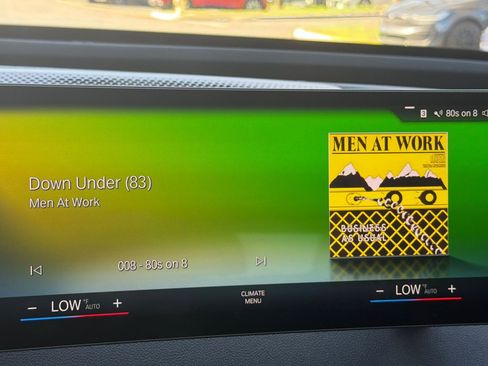 3 80s on 8
MEN AT WORK
Down Under (83)
Men At Work
BUSINESS
AS USUAL
008 - 80s on 8
− LOW °F AUTO +
CLIMATE
MENU
− LOW °F AUTO +